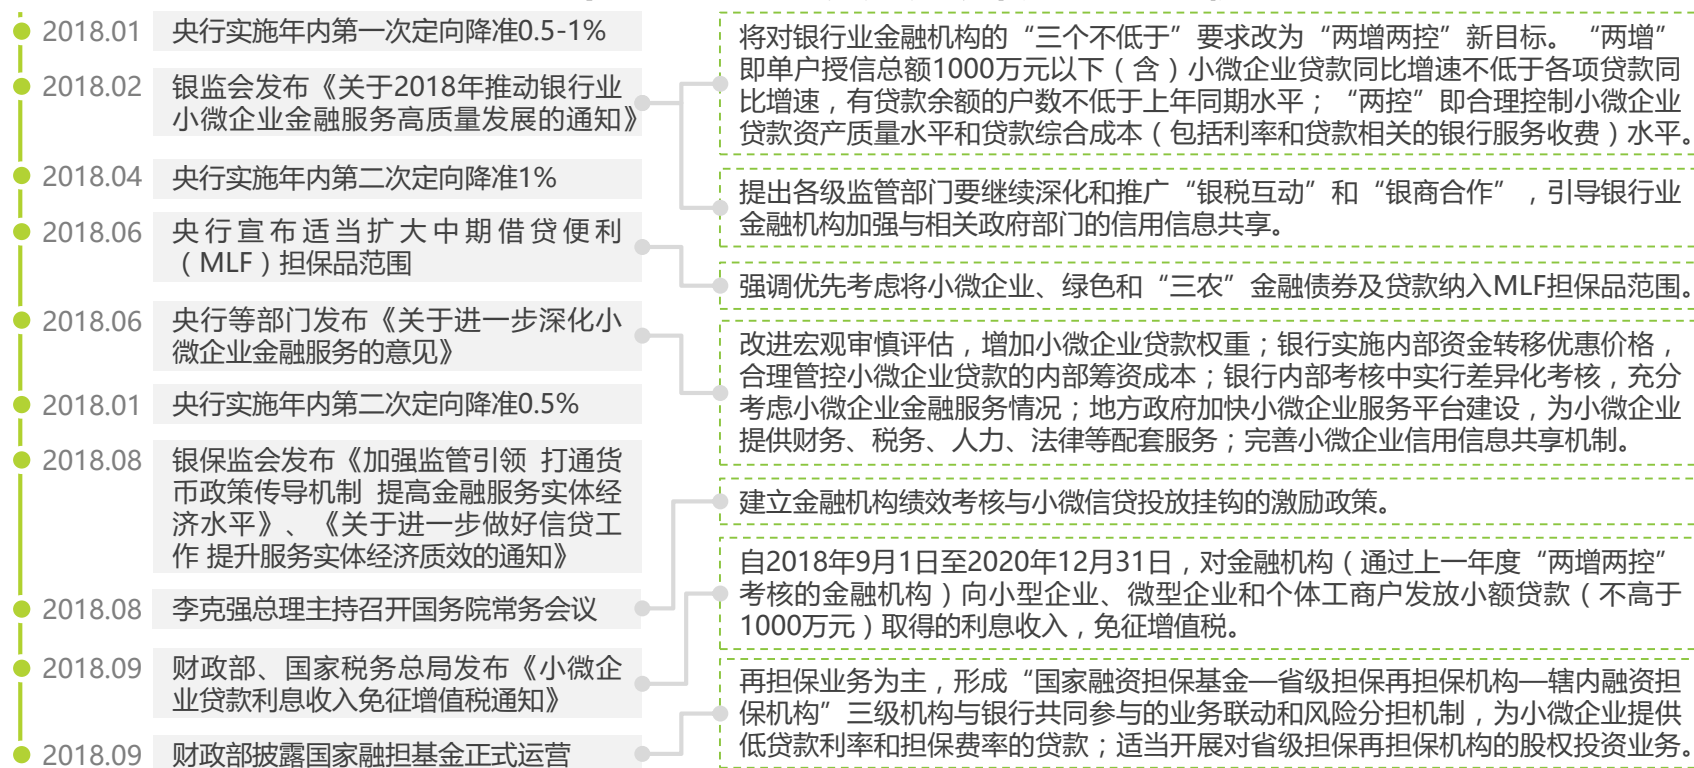 2018.01 央行实施年内第一次定向降准0.5-1%
2018.02 银监会发布《关于2018年推动银行业
小微企业金融服务高质量发展的通知》
2018.04 央行实施年内第二次定向降准1%
2018.06 央行宣布适当扩大中期借贷便利
（MLF）担保品范围
2018.06 央行等部门发布《关于进一步深化小
微企业金融服务的意见》
2018.01 央行实施年内第二次定向降准0.5%
2018.08 银保监会发布《加强监管引领 打通货
币政策传导机制 提高金融服务实体经
济水平》、《关于进一步做好信贷工
作 提升服务实体经济质效的通知》
2018.08 李克强总理主持召开国务院常务会议
2018.09 财政部、国家税务总局发布《小微企
业贷款利息收入免征增值税通知》
2018.09 财政部披露国家融担基金正式运营
将对银行业金融机构的“三个不低于”要求改为“两增两控”新目标。“两增”
即单户授信总额1000万元以下（含）小微企业贷款同比增速不低于各项贷款同
比增速，有贷款余额的户数不低于上年同期水平；“两控”即合理控制小微企业
贷款资产质量水平和贷款综合成本（包括利率和贷款相关的银行服务收费）水平。
提出各级监管部门要继续深化和推广“银税互动”和“银商合作”，引导银行业
金融机构加强与相关政府部门的信用信息共享。
强调优先考虑将小微企业、绿色和“三农”金融债券及贷款纳入MLF担保品范围。
改进宏观审慎评估，增加小微企业贷款权重；银行实施内部资金转移优惠价格，
合理管控小微企业贷款的内部筹资成本；银行内部考核中实行差异化考核，充分
考虑小微企业金融服务情况；地方政府加快小微企业服务平台建设，为小微企业
提供财务、税务、人力、法律等配套服务；完善小微企业信用信息共享机制。
建立金融机构绩效考核与小微信贷投放挂钩的激励政策。
自2018年9月1日至2020年12月31日，对金融机构（通过上一年度“两增两控”
考核的金融机构）向小型企业、微型企业和个体工商户发放小额贷款（不高于
1000万元）取得的利息收入，免征增值税。
再担保业务为主，形成“国家融资担保基金—省级担保再担保机构—辖内融资担
保机构”三级机构与银行共同参与的业务联动和风险分担机制，为小微企业提供
低贷款利率和担保费率的贷款；适当开展对省级担保再担保机构的股权投资业务。